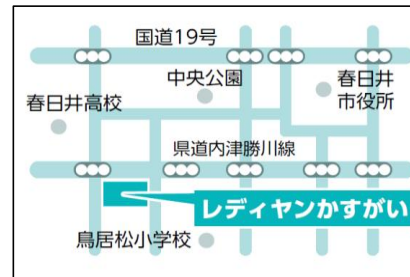 国道19号
中央公園
春日井
市役所
春日井高校
県道内津勝川線
レディヤンかすがい
鳥居松小学校